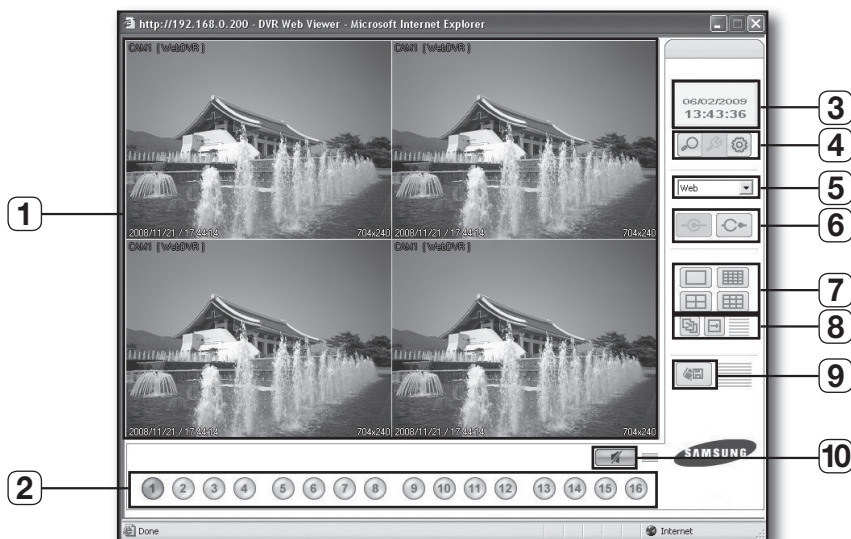 http://192.168.0.200 - DVR Web Viewer - Microsoft Internet Explorer
CAM1 [WebDVR]
CAM1 [WebDVR]
2008/11/21 / 17:44:14 704x240
2008/11/21 / 17:44:14 704x240
CAM1 [WebDVR]
CAM1 [WebDVR]
2008/11/21 / 17:44:14 704x240
2008/11/21 / 17:44:14 704x240
06/02/2009
13:43:36
Web
SAMSUNG
1 2 3 4 5 6 7 8 9 10 11 12 13 14 15 16
Done
Internet
1
2
3
4
5
6
7
8
9
10